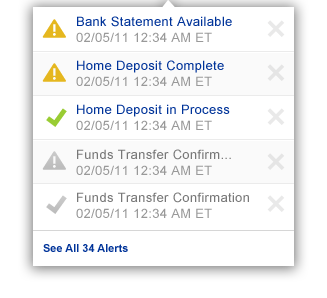 Bank Statement Available
02/05/11 12:34 AM ET
Home Deposit Complete
02/05/11 12:34 AM ET
Home Deposit in Process
02/05/11 12:34 AM ET
Funds Transfer Confirm...
02/05/11 12:34 AM ET
Funds Transfer Confirmation
02/05/11 12:34 AM ET
See All 34 Alerts